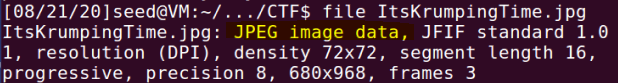 [08/21/20]seed@VM:~/.../CTF$ file ItsKrumpingTime.jpg
ItsKrumpingTime.jpg: JPEG image data, JFIF standard 1.0
1, resolution (DPI), density 72x72, segment length 16,
progressive, precision 8, 680x968, frames 3